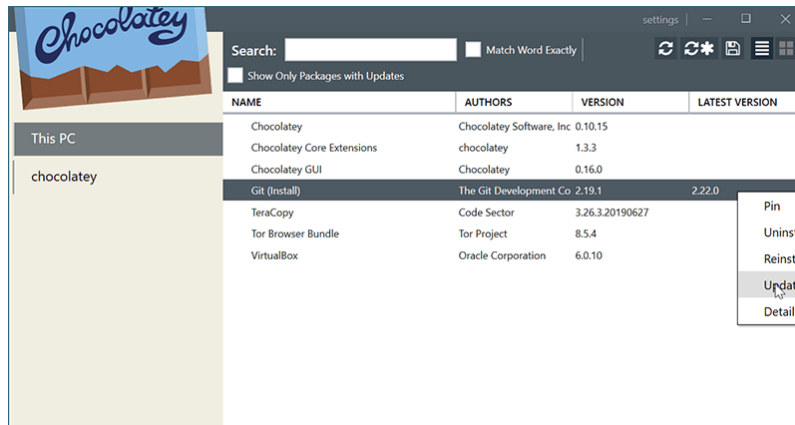 Chocolatey
settings
Search:
Match Word Exactly
Show Only Packages with Updates
This PC
chocolatey
NAME AUTHORS VERSION LATEST VERSION
Chocolatey Chocolatey Software, Inc 0.10.15
Chocolatey Core Extensions chocolatey 1.3.3
Chocolatey GUI Chocolatey 0.16.0
Git (Install) The Git Development Co 2.19.1 2.22.0
TeraCopy Code Sector 3.26.3.20190627
Tor Browser Bundle Tor Project 8.5.4
VirtualBox Oracle Corporation 6.0.10
Pin
Uninst
Reinst
Updat
Detail